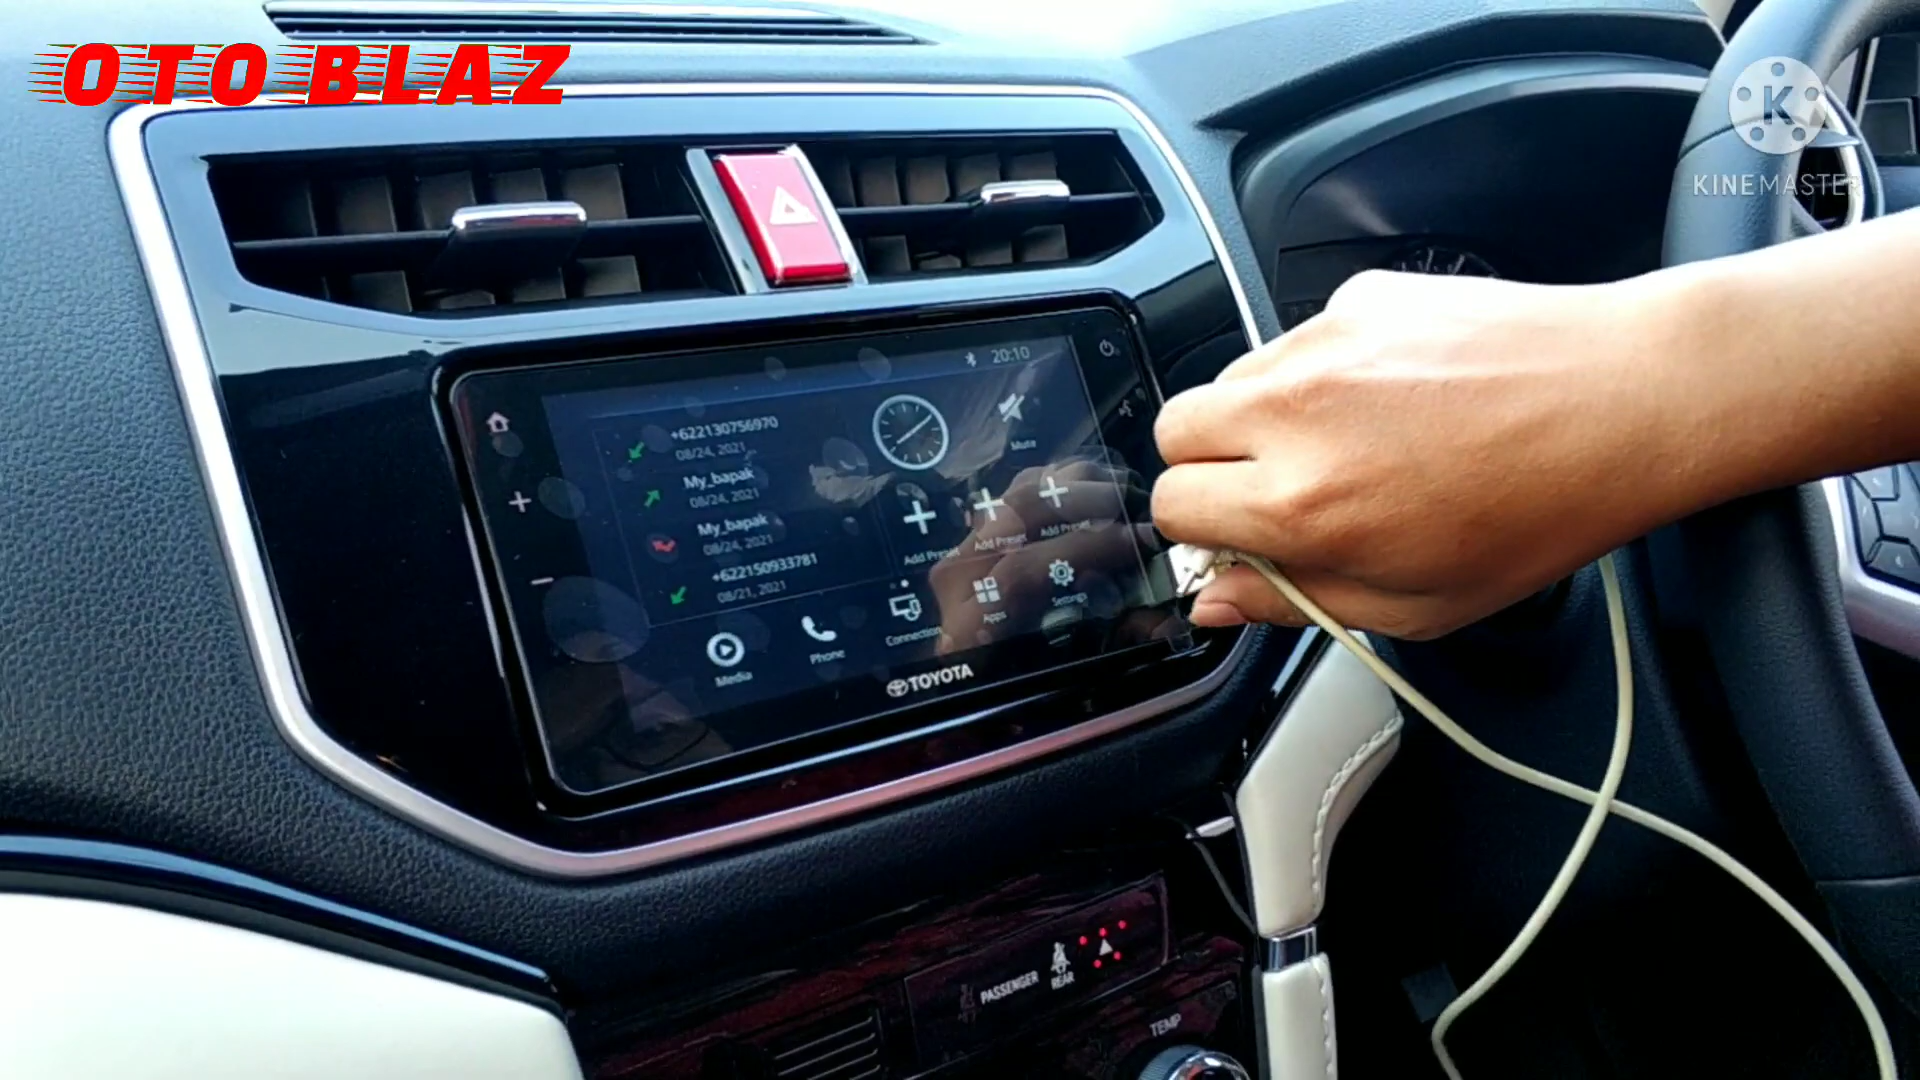 OTO BLAZ
K
KINEMASTER
20:10
+622130756970
08/24, 2021
Mute
My_bapak
08/24, 2021
My_bapak
08/24, 2021
Add Preset
Add Preset
Add Preset
+622150933781
08/21, 2021
Media
Phone
Connection
Apps
Settings
TOYOTA
PASSENGER
REAR
TEMP